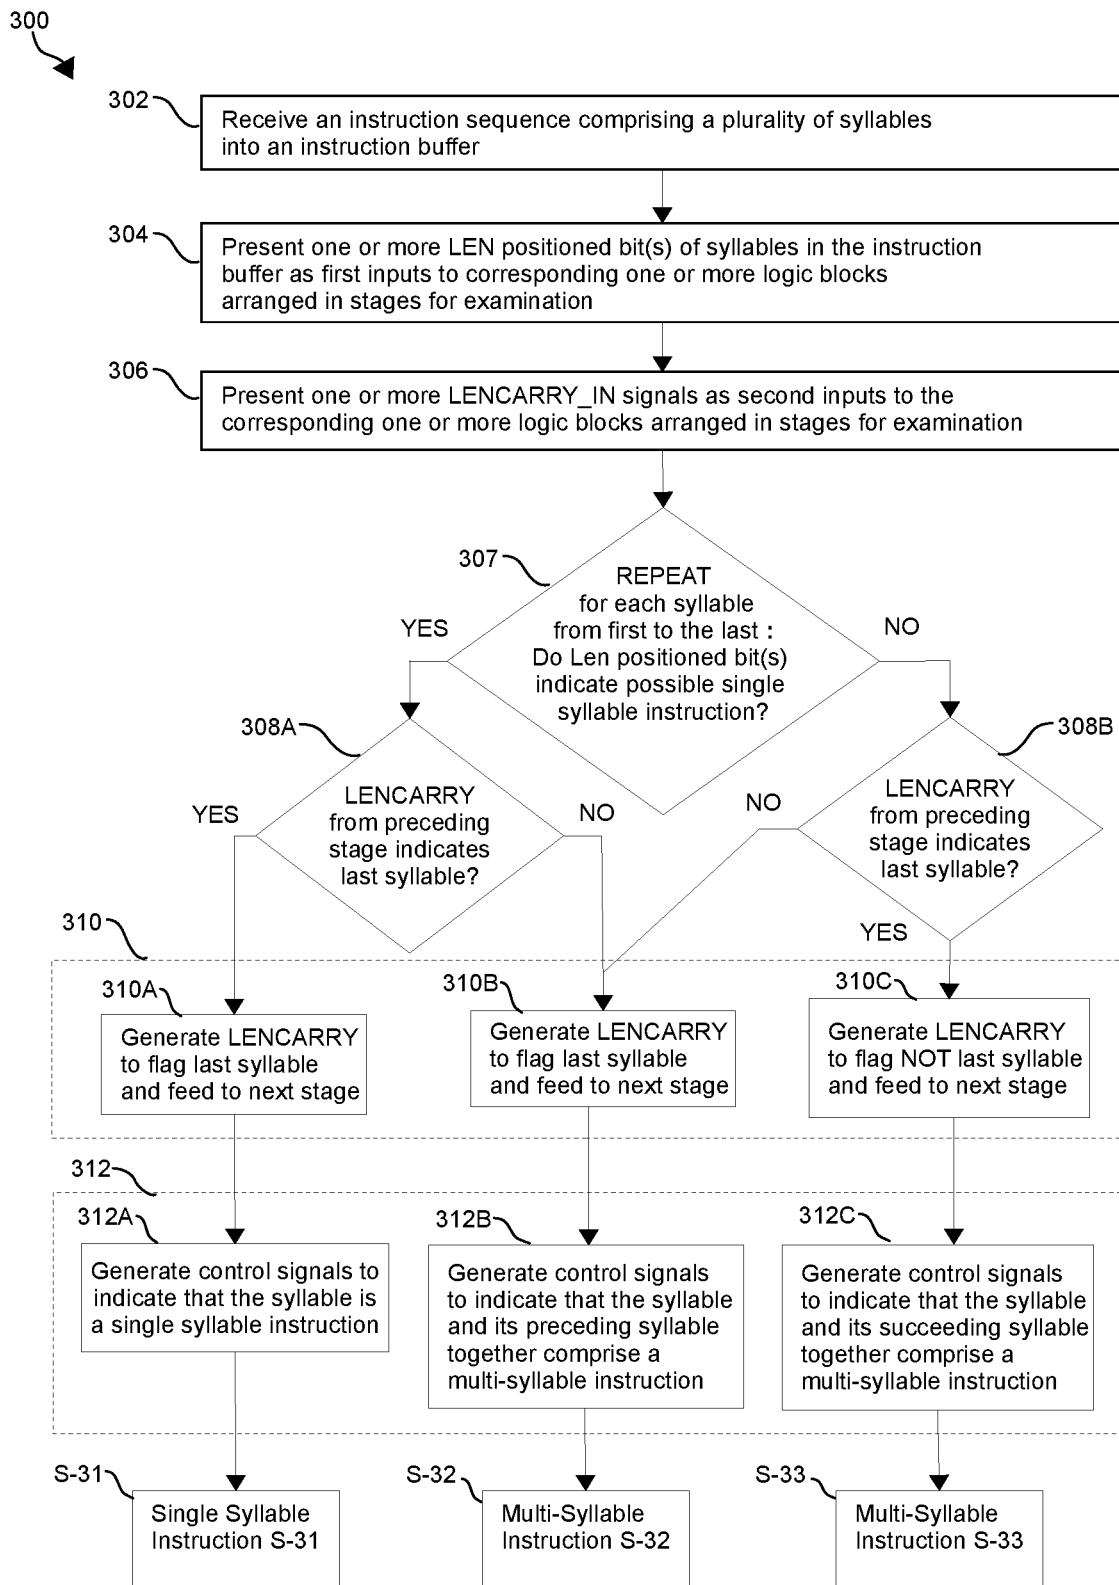 300
302
Receive an instruction sequence comprising a plurality of syllables
into an instruction buffer
304
Present one or more LEN positioned bit(s) of syllables in the instruction
buffer as first inputs to corresponding one or more logic blocks
arranged in stages for examination
306
Present one or more LENCARRY_IN signals as second inputs to the
corresponding one or more logic blocks arranged in stages for examination
307
REPEAT
for each syllable
from first to the last :
Do Len positioned bit(s)
indicate possible single
syllable instruction?
YES
NO
308A
LENCARRY
from preceding
stage indicates
last syllable?
YES
NO
308B
LENCARRY
from preceding
stage indicates
last syllable?
NO
YES
310
310A
Generate LENCARRY
to flag last syllable
and feed to next stage
310B
Generate LENCARRY
to flag last syllable
and feed to next stage
310C
Generate LENCARRY
to flag NOT last syllable
and feed to next stage
312
312A
Generate control signals to
indicate that the syllable is
a single syllable instruction
312B
Generate control signals
to indicate that the syllable
and its preceding syllable
together comprise a
multi-syllable instruction
312C
Generate control signals
to indicate that the syllable
and its succeeding syllable
together comprise a
multi-syllable instruction
S-31
Single Syllable
Instruction S-31
S-32
Multi-Syllable
Instruction S-32
S-33
Multi-Syllable
Instruction S-33